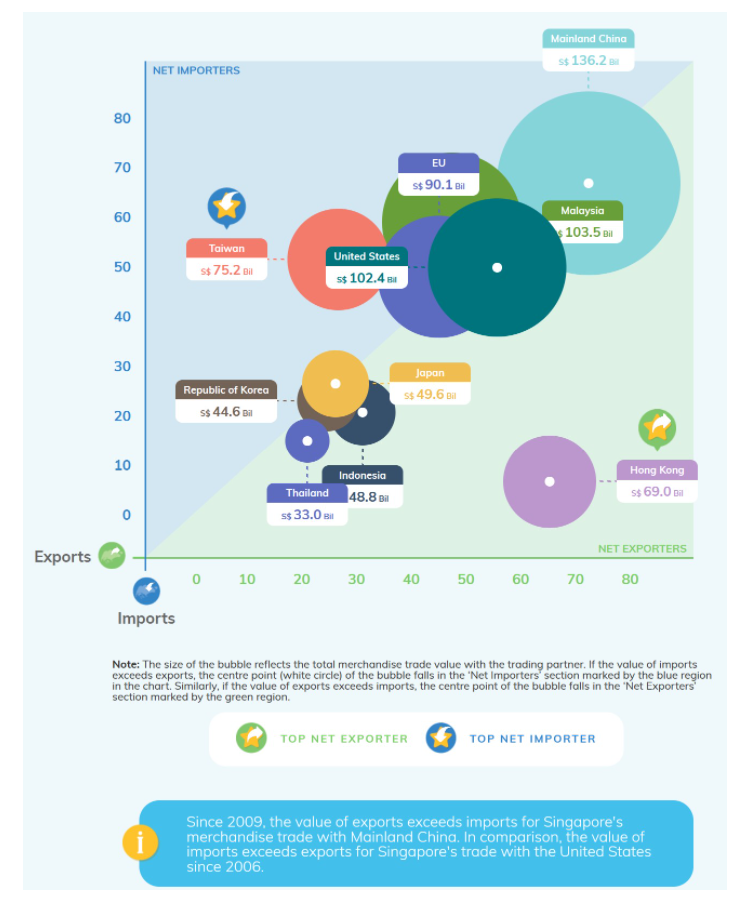 Mainland China
S$ 136.2 Bil
NET IMPORTERS
80
70
60
50
40
30
20
10
0
EU
S$ 90.1 Bil
Malaysia
$ 103.5 Bil
Taiwan
S$ 75.2 Bil
United States
S$ 102.4 Bil
Republic of Korea
S$ 44.6 Bil
Japan
S$ 49.6 Bil
Indonesia
48.8 Bil
Thailand
S$ 33.0 Bil
Hong Kong
S$ 69.0 Bil
NET EXPORTERS
Exports
0 10 20 30 40 50 60 70 80
Imports
Note: The size of the bubble reflects the total merchandise trade value with the trading partner. If the value of imports
exceeds exports, the centre point (white circle) of the bubble falls in the 'Net Importers' section marked by the blue region
in the chart. Similarly, if the value of exports exceeds imports, the centre point of the bubble falls in the 'Net Exporters'
section marked by the green region.
TOP NET EXPORTER
TOP NET IMPORTER
i
Since 2009, the value of exports exceeds imports for Singapore's
merchandise trade with Mainland China. In comparison, the value of
imports exceeds exports for Singapore's trade with the United States
since 2006.